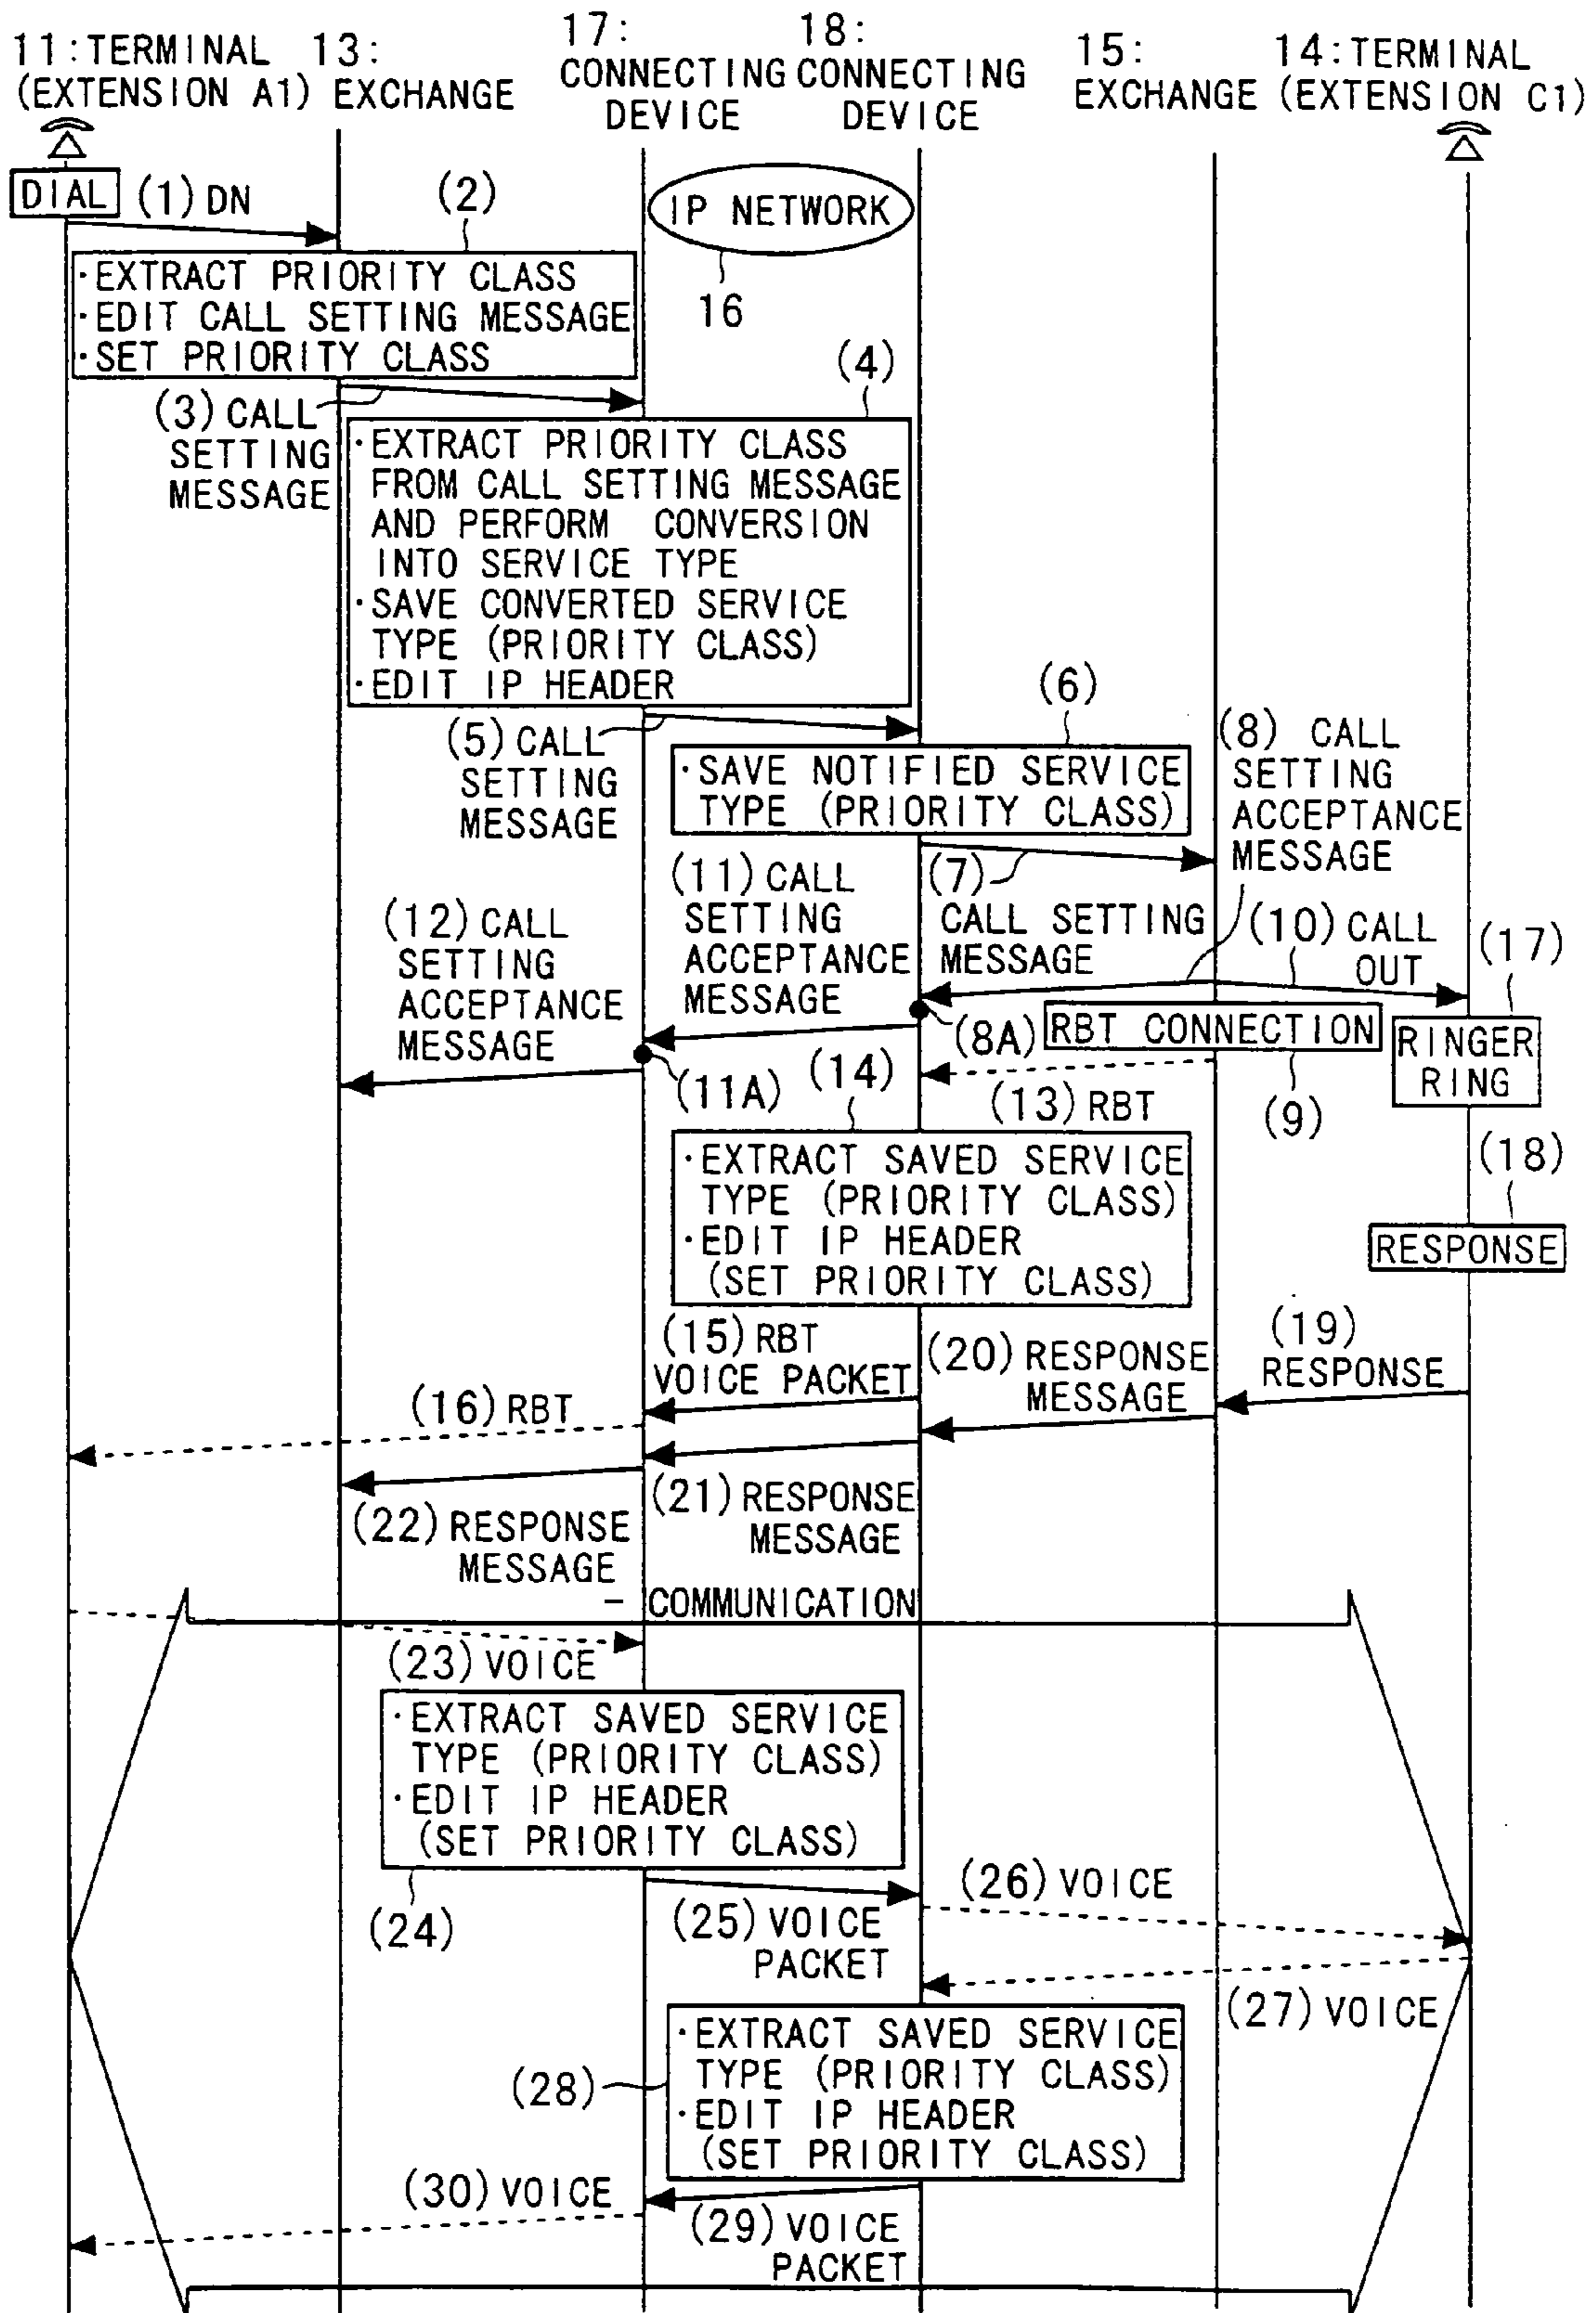 11:TERMINAL
(EXTENSION A1)
13:
EXCHANGE
17:
CONNECTING
DEVICE
18:
CONNECTING
DEVICE
15:
EXCHANGE
14:TERMINAL
(EXTENSION C1)
DIAL
(1) DN
(2)
IP NETWORK
16
·EXTRACT PRIORITY CLASS
·EDIT CALL SETTING MESSAGE
·SET PRIORITY CLASS
(3) CALL
SETTING
MESSAGE
(4)
·EXTRACT PRIORITY CLASS
FROM CALL SETTING MESSAGE
AND PERFORM CONVERSION
INTO SERVICE TYPE
·SAVE CONVERTED SERVICE
TYPE (PRIORITY CLASS)
·EDIT IP HEADER
(5) CALL
SETTING
MESSAGE
(6)
·SAVE NOTIFIED SERVICE
TYPE (PRIORITY CLASS)
(7)
CALL SETTING
MESSAGE
(8) CALL
SETTING
ACCEPTANCE
MESSAGE
(10) CALL
OUT
(17)
RINGER
RING
(11) CALL
SETTING
ACCEPTANCE
MESSAGE
(12) CALL
SETTING
ACCEPTANCE
MESSAGE
(8A)
RBT CONNECTION
(9)
(11A)
(13) RBT
(14)
·EXTRACT SAVED SERVICE
TYPE (PRIORITY CLASS)
·EDIT IP HEADER
(SET PRIORITY CLASS)
(18)
RESPONSE
(15) RBT
VOICE PACKET
(16) RBT
(19)
RESPONSE
(20) RESPONSE
MESSAGE
(21) RESPONSE
MESSAGE
(22) RESPONSE
MESSAGE
COMMUNICATION
(23) VOICE
·EXTRACT SAVED SERVICE
TYPE (PRIORITY CLASS)
·EDIT IP HEADER
(SET PRIORITY CLASS)
(24)
(25) VOICE
PACKET
(26) VOICE
(27) VOICE
(28)
·EXTRACT SAVED SERVICE
TYPE (PRIORITY CLASS)
·EDIT IP HEADER
(SET PRIORITY CLASS)
(29) VOICE
PACKET
(30) VOICE